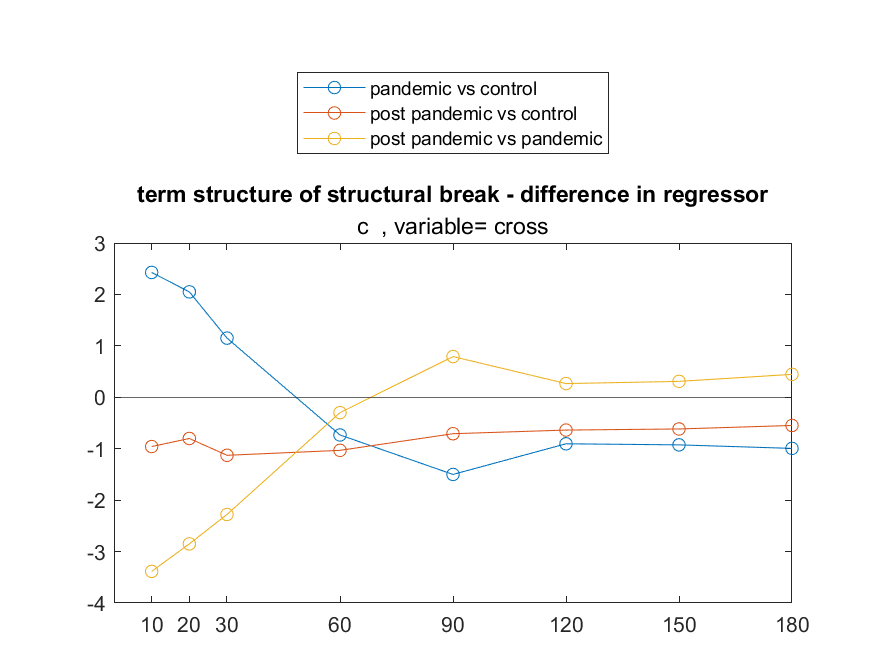 pandemic vs control
post pandemic vs control
post pandemic vs pandemic
term structure of structural break - difference in regressor
c , variable= cross
3
2
1
0
-1
-2
-3
-4
10 20 30 60 90 120 150 180